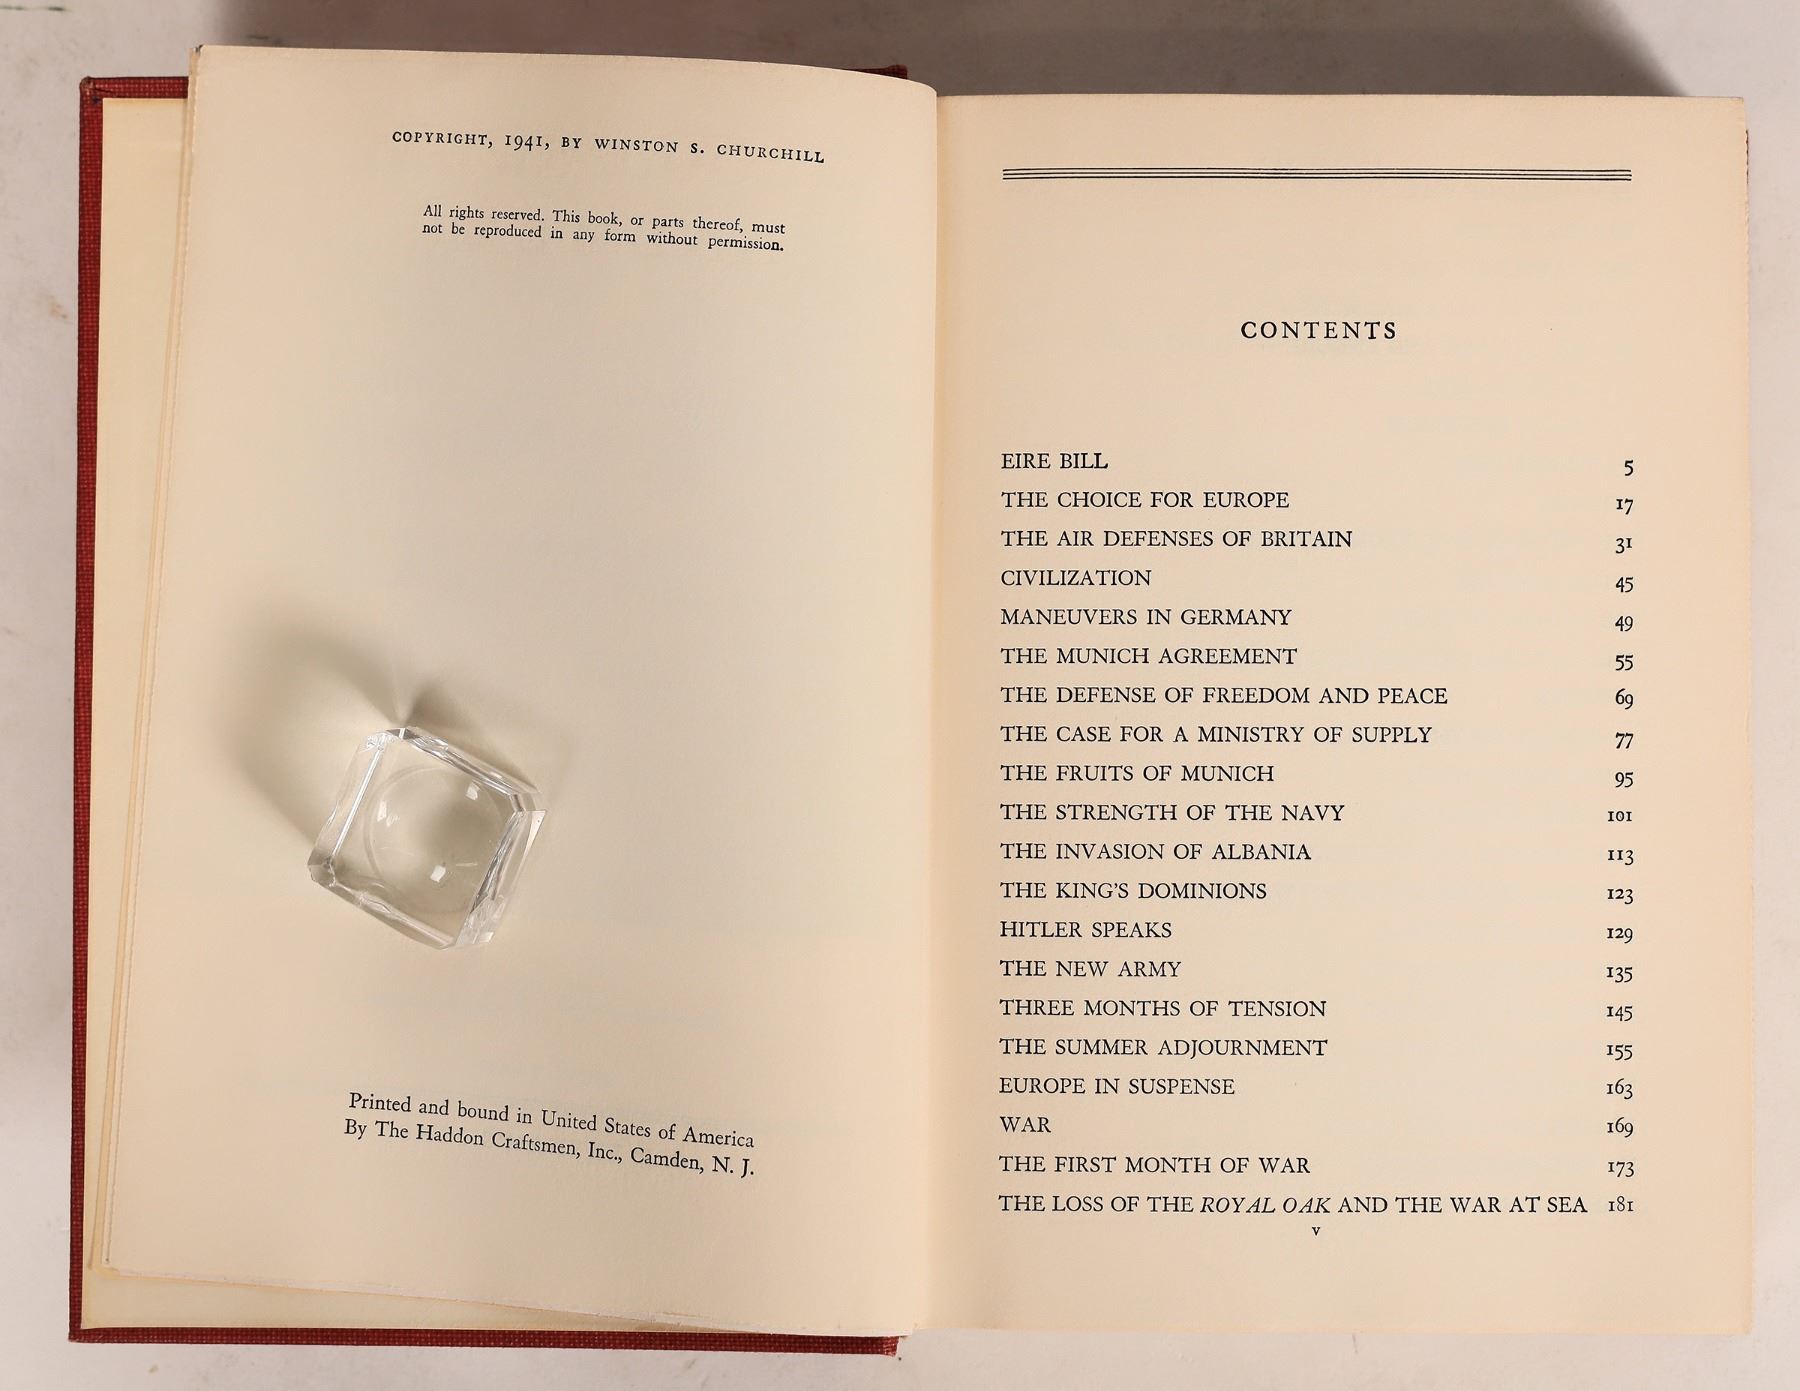 COPYRIGHT, 1941, BY WINSTON S. CHURCHILL
All rights reserved. This book, or parts thereof, must
not be reproduced in any form without permission.
Printed and bound in United States of America
By The Haddon Craftsmen, Inc., Camden, N. J.
CONTENTS
EIRE BILL 5
THE CHOICE FOR EUROPE 17
THE AIR DEFENSES OF BRITAIN 31
CIVILIZATION 45
MANEUVERS IN GERMANY 49
THE MUNICH AGREEMENT 55
THE DEFENSE OF FREEDOM AND PEACE 69
THE CASE FOR A MINISTRY OF SUPPLY 77
THE FRUITS OF MUNICH 95
THE STRENGTH OF THE NAVY 101
THE INVASION OF ALBANIA 113
THE KING'S DOMINIONS 123
HITLER SPEAKS 129
THE NEW ARMY 135
THREE MONTHS OF TENSION 145
THE SUMMER ADJOURNMENT 155
EUROPE IN SUSPENSE 163
WAR 169
THE FIRST MONTH OF WAR 173
THE LOSS OF THE ROYAL OAK AND THE WAR AT SEA 181
v